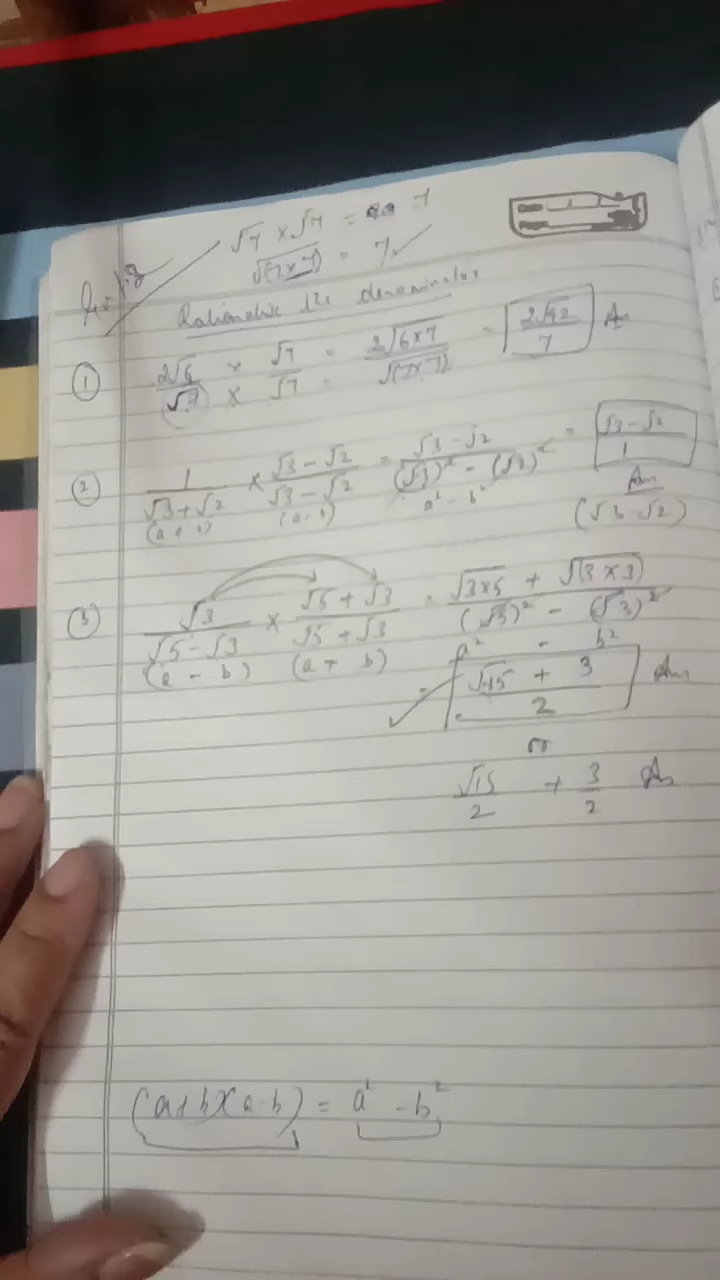 √7 × √7 = 7
√(7×7) = 7
Rationalise the denominator
① 2√6/√7 × √7/√7 = 2√6×7/√(7×7) = 2√42/7 Ans
② 1/√3+√2 × √3-√2/√3-√2 = √3-√2/(√3)² - (√2)² = √3-√2/1
(a + b) (a-b) a² - b² Ans
(√3-√2)
③ √3/√5-√3 × √5+√3/√5+√3 = √3×5 + √(3×3)/(√5)² - (√3)²
(a - b) (a + b) a² - b²
= √15 + 3/2 Ans
or
√15/2 + 3/2 Ans
(a+b)(a-b) = a² - b²